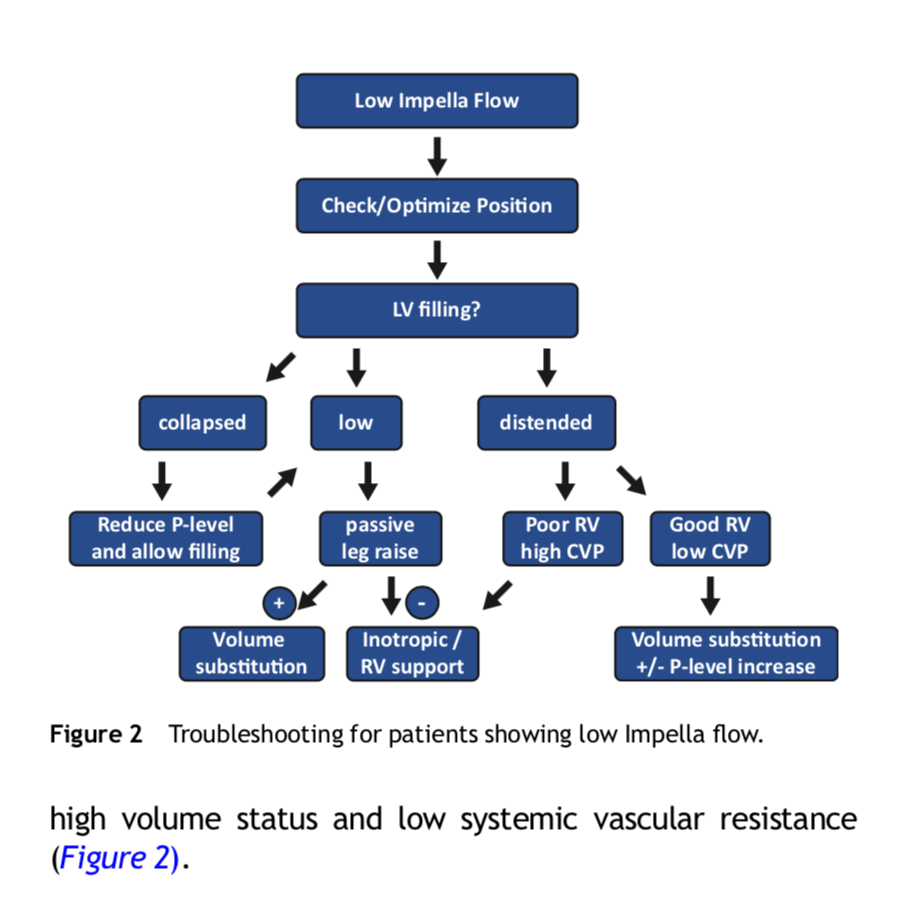 Low Impella Flow
Check/Optimize Position
LV filling?
collapsed
low
distended
Reduce P-level
and allow filling
passive
leg raise
Poor RV
high CVP
Good RV
low CVP
+
-
Volume
substitution
Inotropic /
RV support
Volume substitution
+/- P-level increase
Figure 2 Troubleshooting for patients showing low Impella flow.
high volume status and low systemic vascular resistance
(Figure 2).